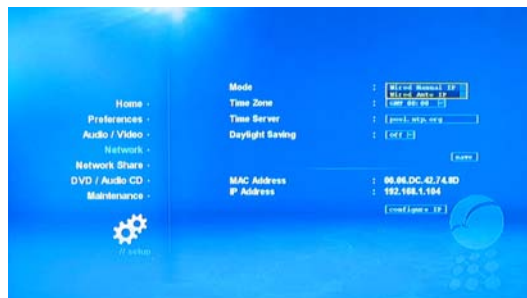 Home
Preferences
Audio / Video
Network
Network Share
DVD / Audio CD
Maintenance
// setup
Mode : Wired Manual IP
Wired Auto IP
Time Zone : GMT 00:00
Time Server : pool.ntp.org
Daylight Saving : off
save
MAC Address : 00.06.DC.42.74.8D
IP Address : 192.168.1.104
configure IP